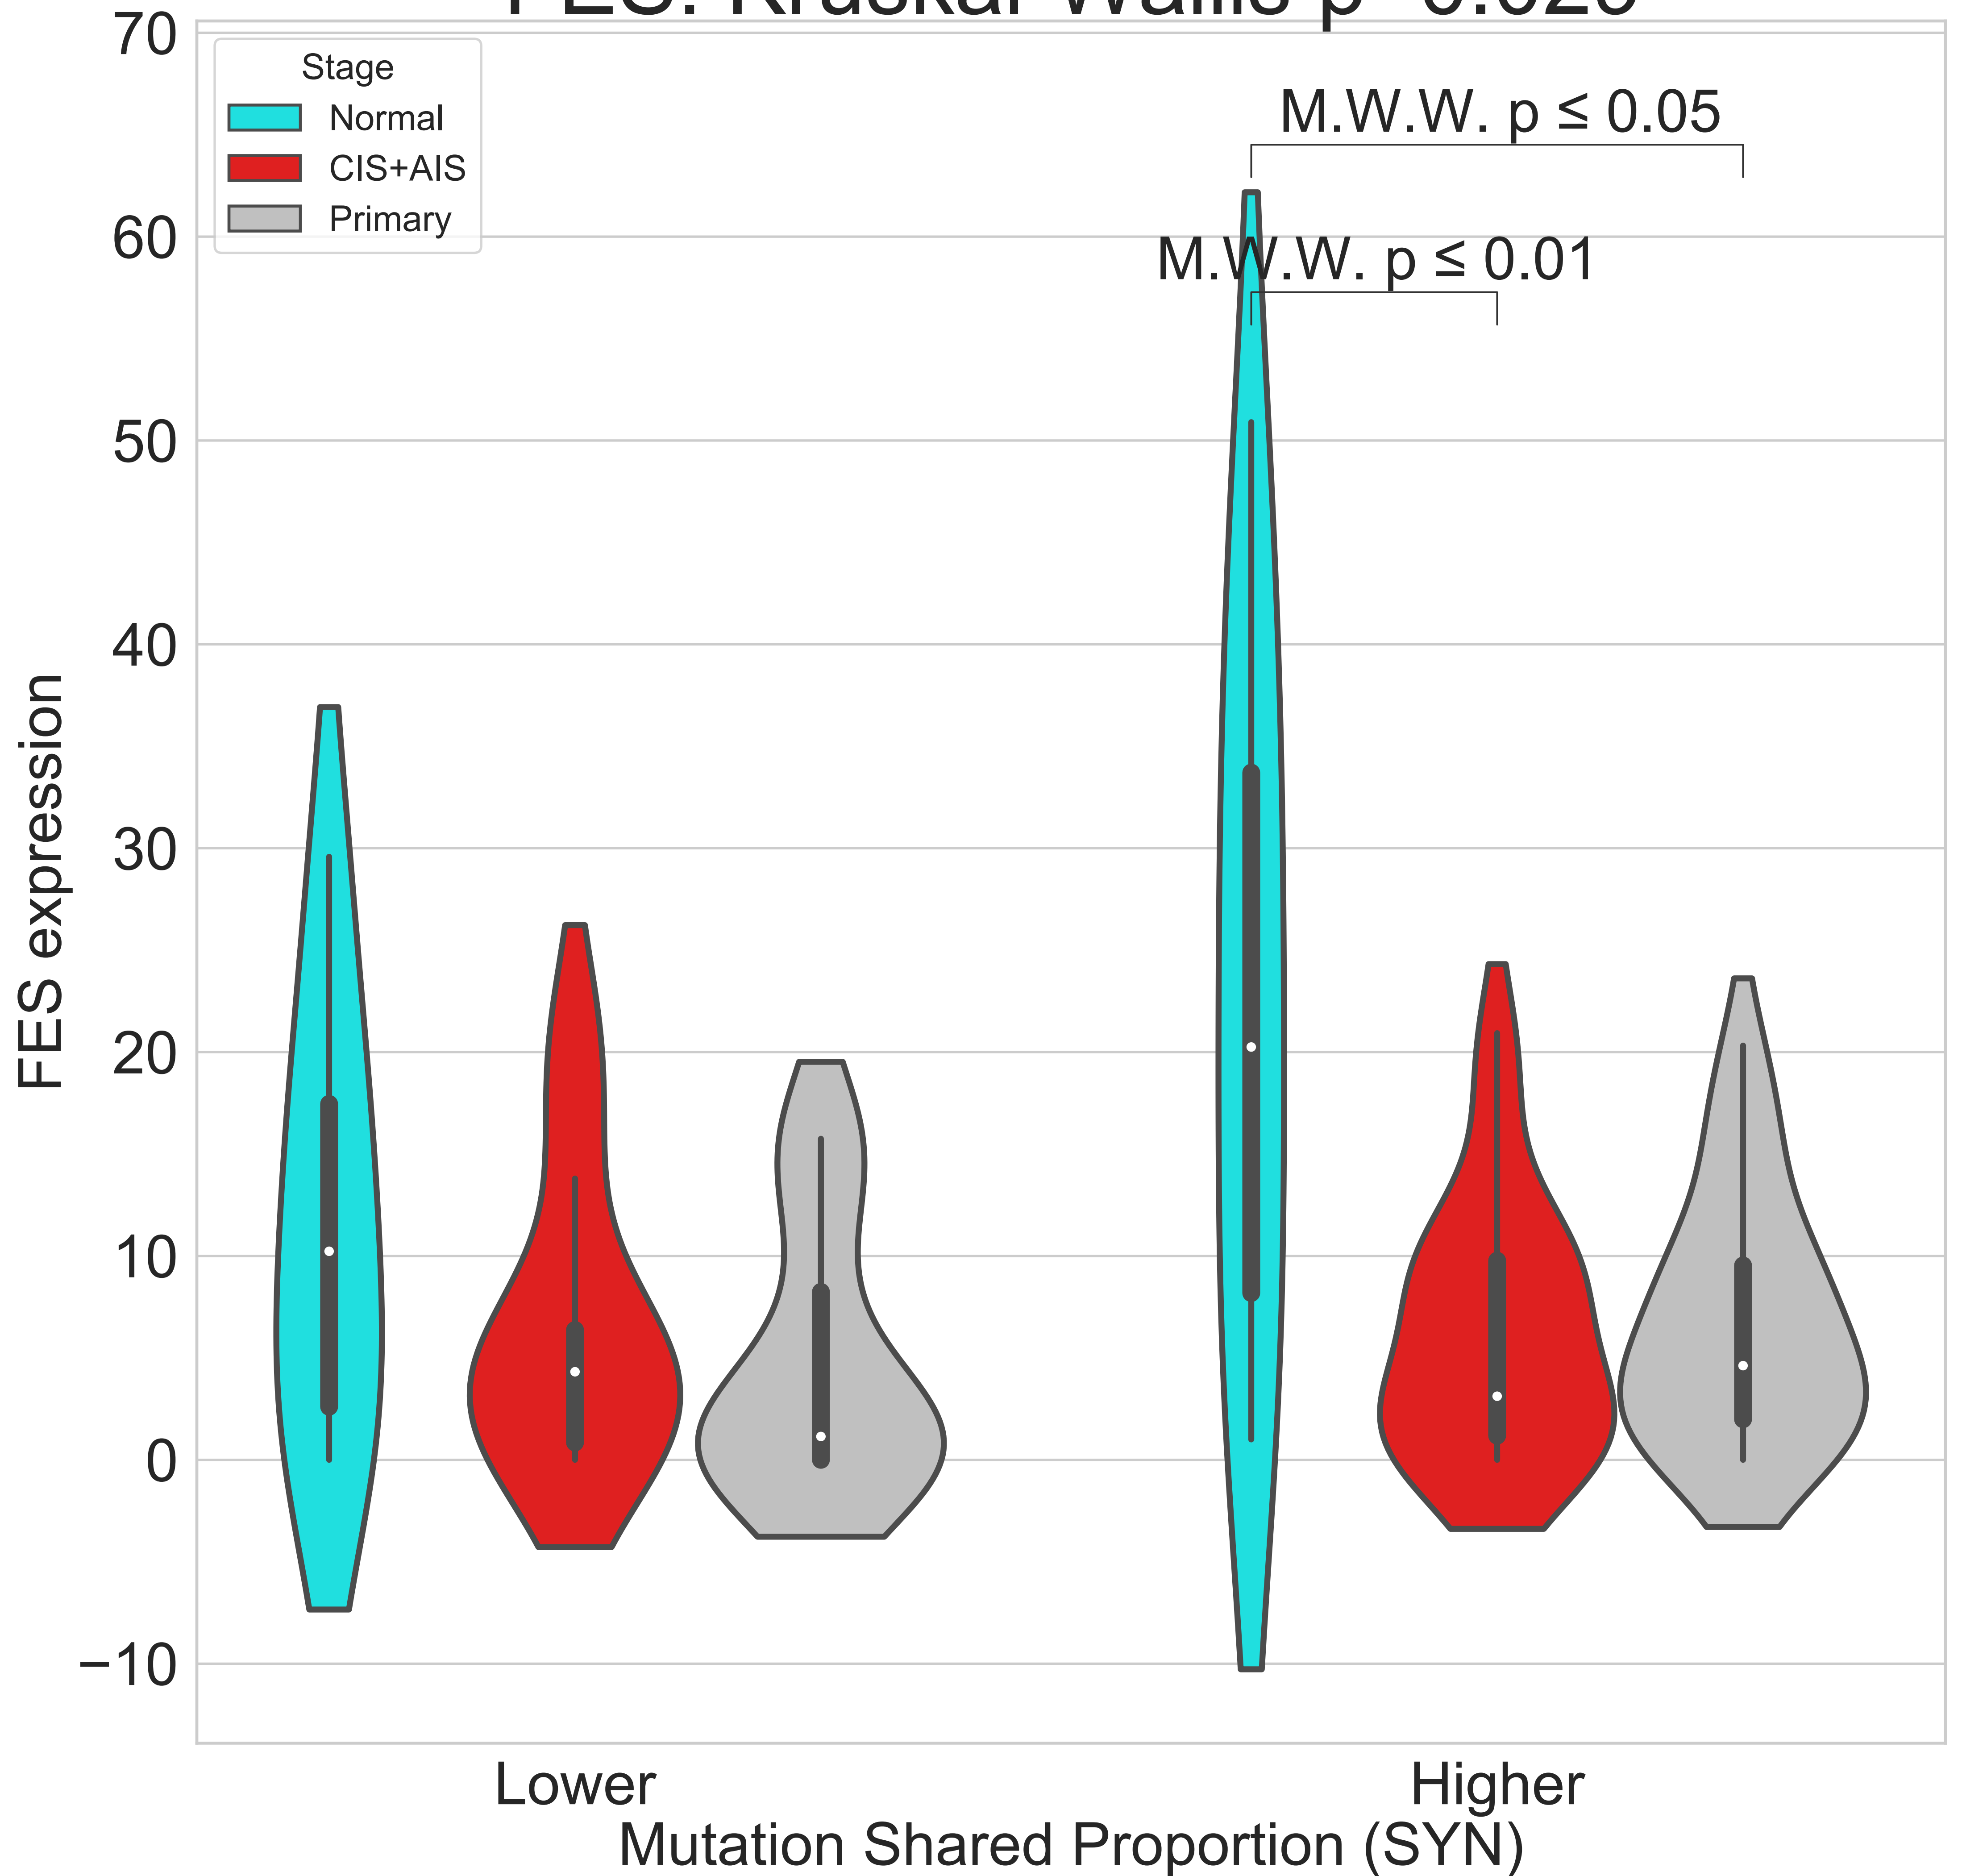 70
Stage
Normal
CIS+AIS
Primary
M.W.W. p ≤ 0.05
60
M.W.W. p ≤ 0.01
50
40
30
20
10
0
−10
FES expression
Lower
Higher
Mutation Shared Proportion (SYN)